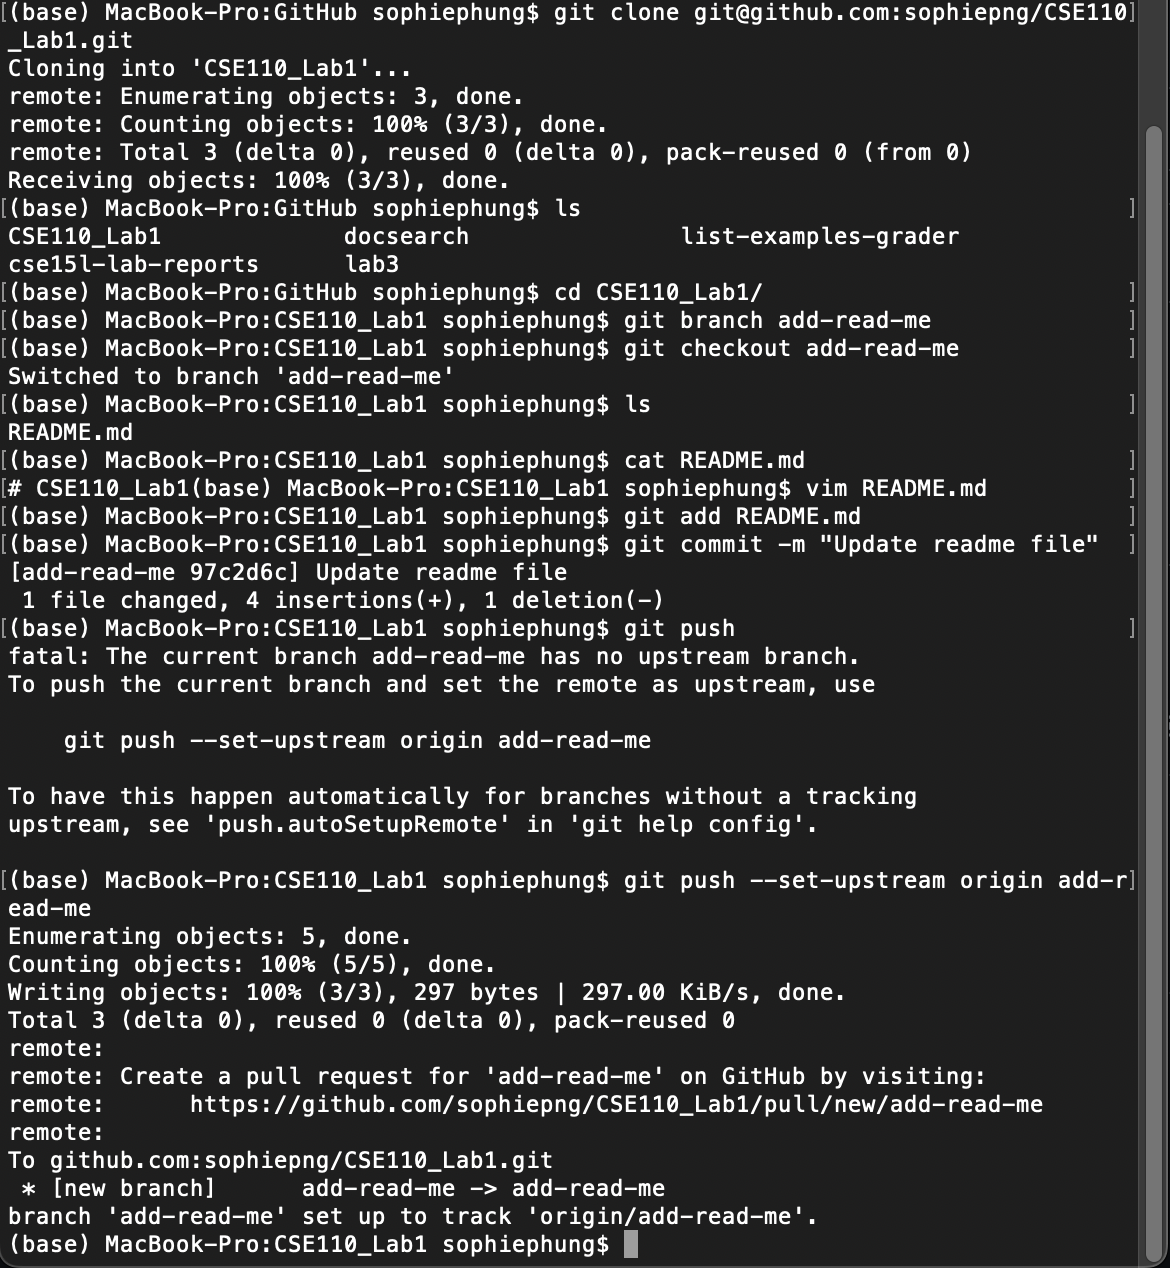 [(base) MacBook-Pro:GitHub sophiephung$ git clone git@github.com:sophiepng/CSE110]
_Lab1.git
Cloning into 'CSE110_Lab1'...
remote: Enumerating objects: 3, done.
remote: Counting objects: 100% (3/3), done.
remote: Total 3 (delta 0), reused 0 (delta 0), pack-reused 0 (from 0)
Receiving objects: 100% (3/3), done.
[(base) MacBook-Pro:GitHub sophiephung$ ls ]
CSE110_Lab1 docsearch list-examples-grader
cse15l-lab-reports lab3
[(base) MacBook-Pro:GitHub sophiephung$ cd CSE110_Lab1/ ]
[(base) MacBook-Pro:CSE110_Lab1 sophiephung$ git branch add-read-me ]
[(base) MacBook-Pro:CSE110_Lab1 sophiephung$ git checkout add-read-me ]
Switched to branch 'add-read-me'
[(base) MacBook-Pro:CSE110_Lab1 sophiephung$ ls ]
README.md
[(base) MacBook-Pro:CSE110_Lab1 sophiephung$ cat README.md ]
[# CSE110_Lab1(base) MacBook-Pro:CSE110_Lab1 sophiephung$ vim README.md ]
[(base) MacBook-Pro:CSE110_Lab1 sophiephung$ git add README.md ]
[(base) MacBook-Pro:CSE110_Lab1 sophiephung$ git commit -m "Update readme file" ]
[add-read-me 97c2d6c] Update readme file
 1 file changed, 4 insertions(+), 1 deletion(-)
[(base) MacBook-Pro:CSE110_Lab1 sophiephung$ git push ]
fatal: The current branch add-read-me has no upstream branch.
To push the current branch and set the remote as upstream, use
    git push --set-upstream origin add-read-me
To have this happen automatically for branches without a tracking
upstream, see 'push.autoSetupRemote' in 'git help config'.
[(base) MacBook-Pro:CSE110_Lab1 sophiephung$ git push --set-upstream origin add-r]
ead-me
Enumerating objects: 5, done.
Counting objects: 100% (5/5), done.
Writing objects: 100% (3/3), 297 bytes | 297.00 KiB/s, done.
Total 3 (delta 0), reused 0 (delta 0), pack-reused 0
remote:
remote: Create a pull request for 'add-read-me' on GitHub by visiting:
remote:      https://github.com/sophiepng/CSE110_Lab1/pull/new/add-read-me
remote:
To github.com:sophiepng/CSE110_Lab1.git
 * [new branch]      add-read-me -> add-read-me
branch 'add-read-me' set up to track 'origin/add-read-me'.
(base) MacBook-Pro:CSE110_Lab1 sophiephung$